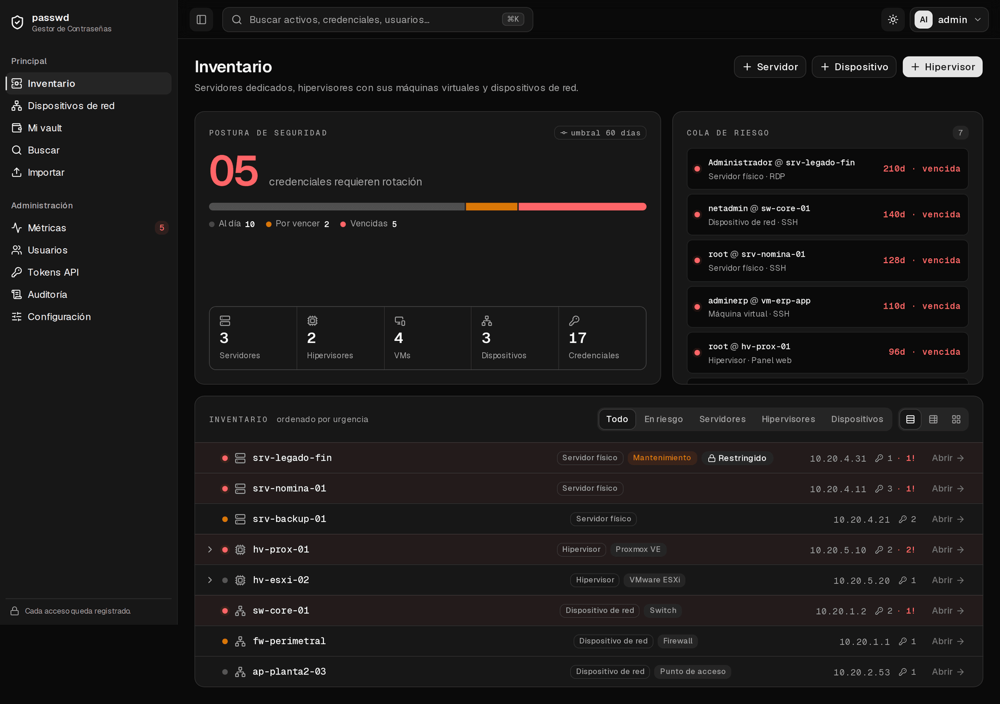 passwd
Gestor de Contraseñas
Principal
Inventario
Dispositivos de red
Mi vault
Buscar
Importar
Administración
Métricas 5
Usuarios
Tokens API
Auditoría
Configuración
Cada acceso queda registrado.
Buscar activos, credenciales, usuarios... ⌘K
AI admin
Inventario
Servidores dedicados, hipervisores con sus máquinas virtuales y dispositivos de red.
+ Servidor
+ Dispositivo
+ Hipervisor
POSTURA DE SEGURIDAD
umbral 60 días
05 credenciales requieren rotación
Al día 10 Por vencer 2 Vencidas 5
3
Servidores
2
Hipervisores
4
VMs
3
Dispositivos
17
Credenciales
COLA DE RIESGO 7
Administrador @ srv-legado-fin
Servidor físico · RDP
210d · vencida
netadmin @ sw-core-01
Dispositivo de red · SSH
140d · vencida
root @ srv-nomina-01
Servidor físico · SSH
128d · vencida
adminerp @ vm-erp-app
Máquina virtual · SSH
110d · vencida
root @ hv-prox-01
Hipervisor · Panel web
96d · vencida
INVENTARIO ordenado por urgencia
Todo En riesgo Servidores Hipervisores Dispositivos
srv-legado-fin Servidor físico Mantenimiento Restringido 10.20.4.31 1 · 1! Abrir →
srv-nomina-01 Servidor físico 10.20.4.11 3 · 1! Abrir →
srv-backup-01 Servidor físico 10.20.4.21 2 Abrir →
hv-prox-01 Hipervisor Proxmox VE 10.20.5.10 2 · 2! Abrir →
hv-esxi-02 Hipervisor VMware ESXi 10.20.5.20 1 Abrir →
sw-core-01 Dispositivo de red Switch 10.20.1.2 2 · 1! Abrir →
fw-perimetral Dispositivo de red Firewall 10.20.1.1 1 Abrir →
ap-planta2-03 Dispositivo de red Punto de acceso 10.20.2.53 1 Abrir →